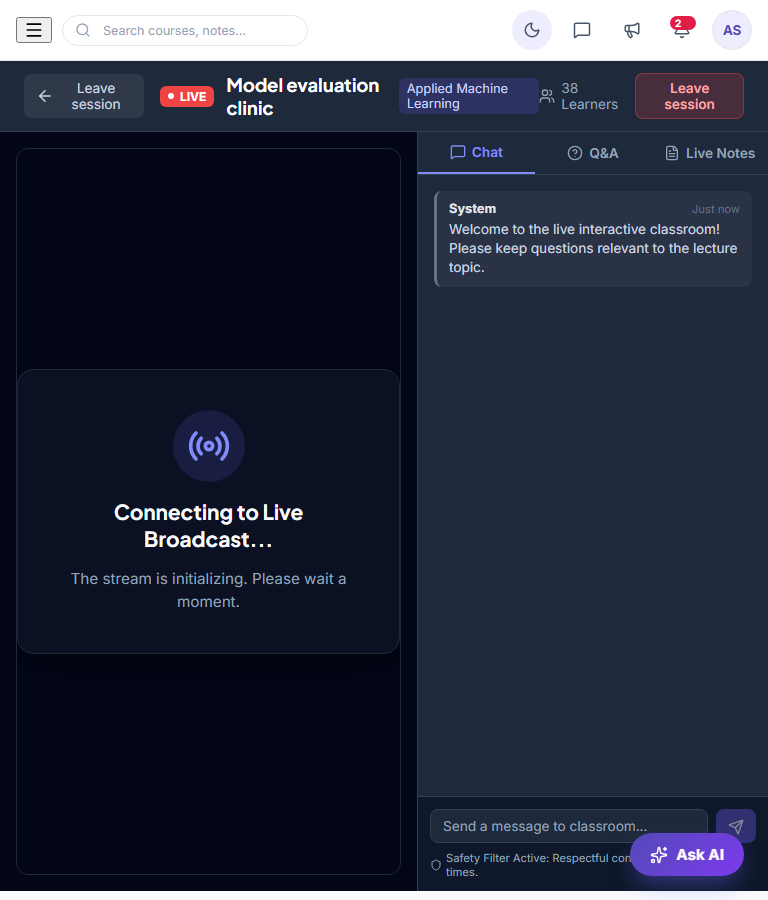 Search courses, notes...
2
AS
Leave
session
LIVE
Model evaluation
clinic
Applied Machine
Learning
38
Learners
Leave
session
Chat
Q&A
Live Notes
System
Just now
Welcome to the live interactive classroom!
Please keep questions relevant to the lecture
topic.
Connecting to Live
Broadcast...
The stream is initializing. Please wait a
moment.
Send a message to classroom...
Safety Filter Active: Respectful
times.
Ask AI